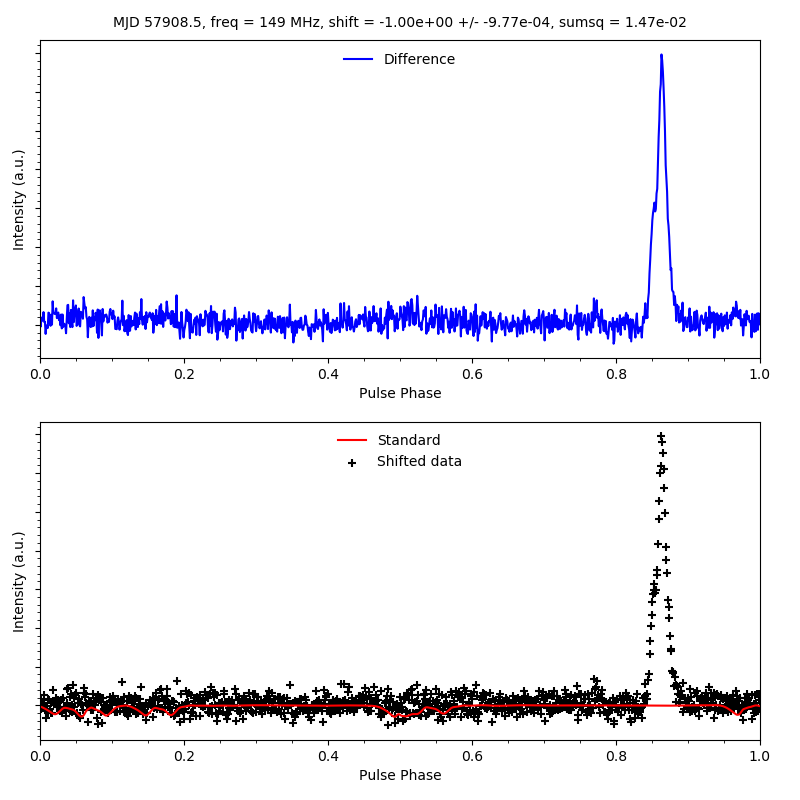 MJD 57908.5, freq = 149 MHz, shift = -1.00e+00 +/- -9.77e-04, sumsq = 1.47e-02
Difference
Intensity (a.u.)
0.0 0.2 0.4 0.6 0.8 1.0
Pulse Phase
Standard
Shifted data
Intensity (a.u.)
0.0 0.2 0.4 0.6 0.8 1.0
Pulse Phase